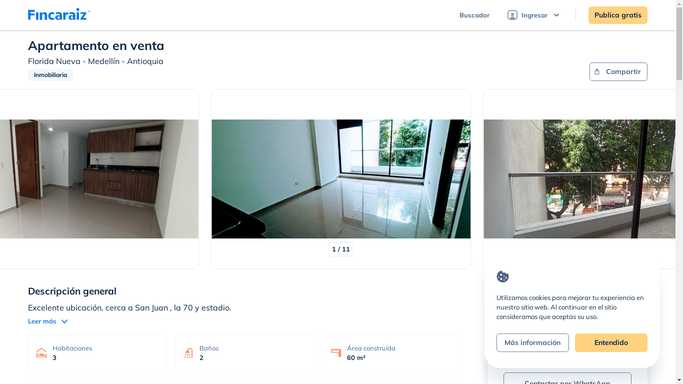 Fincaraiz
Buscador
Ingresar
Publica gratis
Apartamento en venta
Florida Nueva - Medellín - Antioquia
Inmobiliaria
Compartir
1 / 11
Descripción general
Excelente ubicación, cerca a San Juan , la 70 y estadio.
Leer más
Habitaciones
3
Baños
2
Área construida
60 m²
Utilizamos cookies para mejorar tu experiencia en
nuestro sitio web. Al continuar en el sitio
consideramos que aceptas su uso.
Más información
Entendido
Contactar por WhatsApp